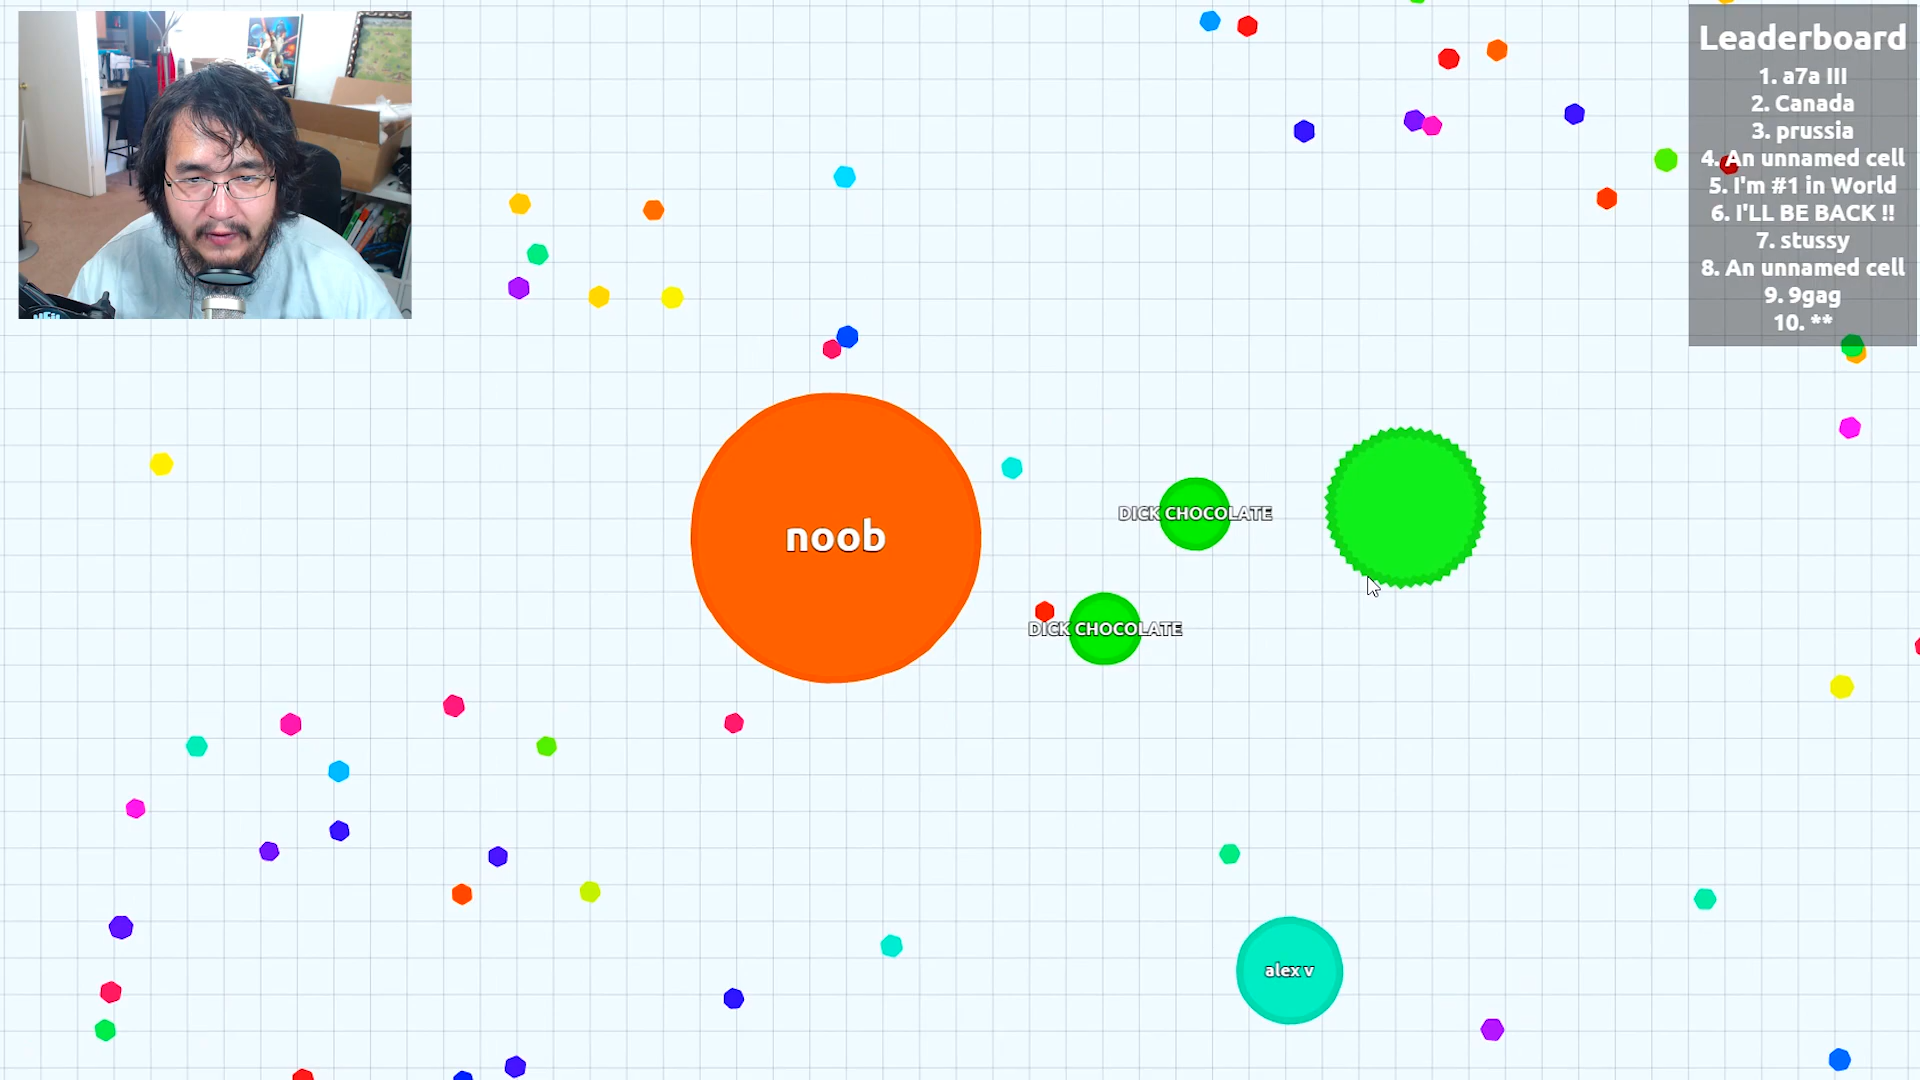 Leaderboard
1. a7a III
2. Canada
3. prussia
4. An unnamed cell
5. I'm #1 in World
6. I'LL BE BACK !!
7. stussy
8. An unnamed cell
9. 9gag
10. **
noob
DICK CHOCOLATE
DICK CHOCOLATE
alex v